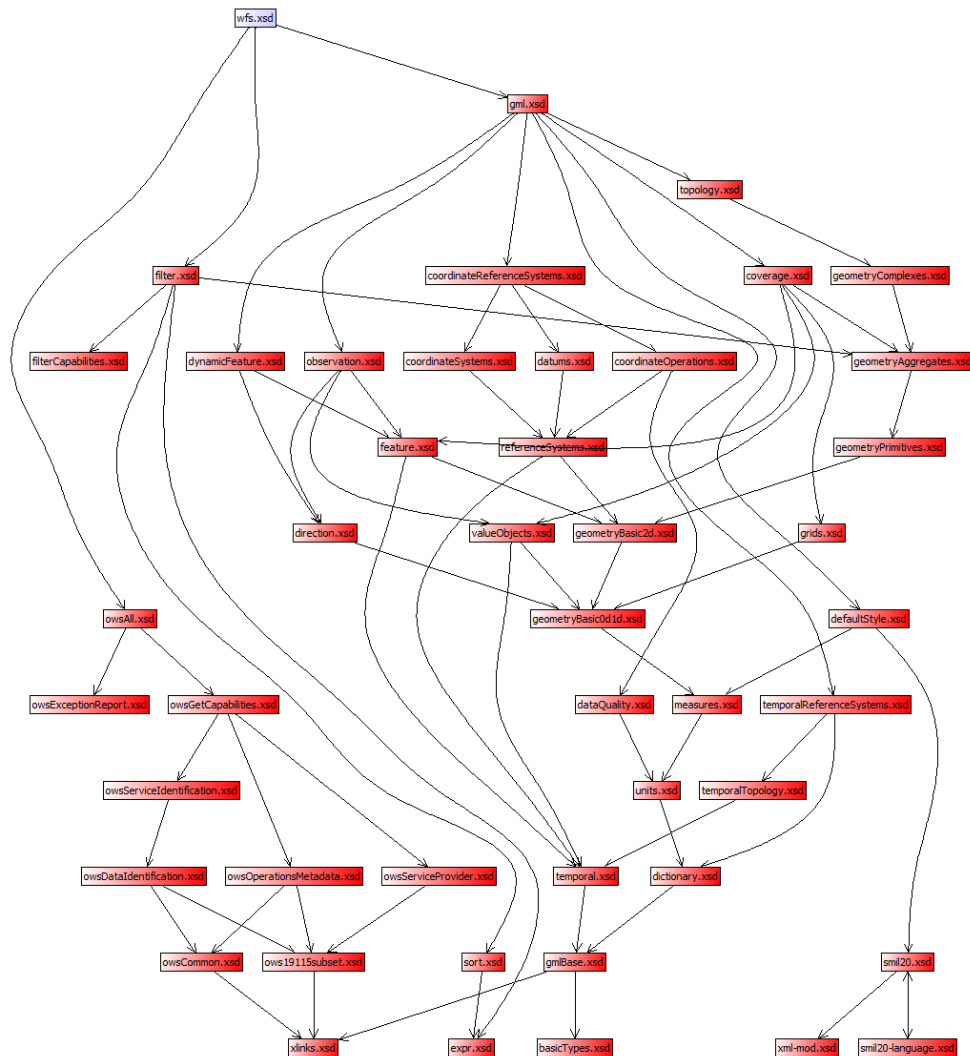 wfs.xsd
gml.xsd
topology.xsd
filter.xsd
coordinateReferenceSystems.xsd
coverage.xsd
geometryComplexes.xsd
filterCapabilities.xsd
dynamicFeature.xsd
observation.xsd
coordinateSystems.xsd
datums.xsd
coordinateOperations.xsd
geometryAggregates.xsd
feature.xsd
referenceSystems.xsd
geometryPrimitives.xsd
direction.xsd
valueObjects.xsd
geometryBasic2d.xsd
grids.xsd
owsAll.xsd
geometryBasic0d1d.xsd
defaultStyle.xsd
owsExceptionReport.xsd
owsGetCapabilities.xsd
dataQuality.xsd
measures.xsd
temporalReferenceSystems.xsd
owsServiceIdentification.xsd
units.xsd
temporalTopology.xsd
owsDataIdentification.xsd
owsOperationsMetadata.xsd
owsServiceProvider.xsd
temporal.xsd
dictionary.xsd
owsCommon.xsd
ows19115subset.xsd
sort.xsd
gmlBase.xsd
smil20.xsd
xlinks.xsd
expr.xsd
basicTypes.xsd
xml-mod.xsd
smil20-language.xsd